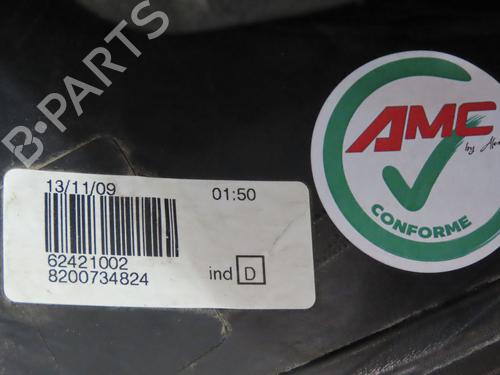 B-PARTS
13/11/09 01:50
62421002
8200734824
ind D
AMC
by
CONFORME